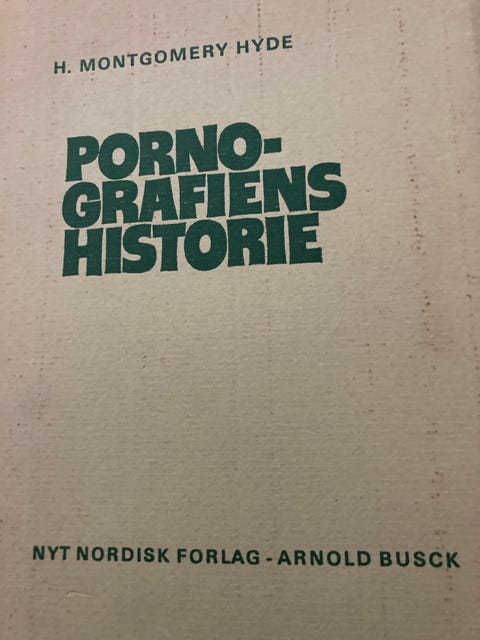 H. MONTGOMERY HYDE
PORNO-
GRAFIENS
HISTORIE
NYT NORDISK FORLAG - ARNOLD BUSCK